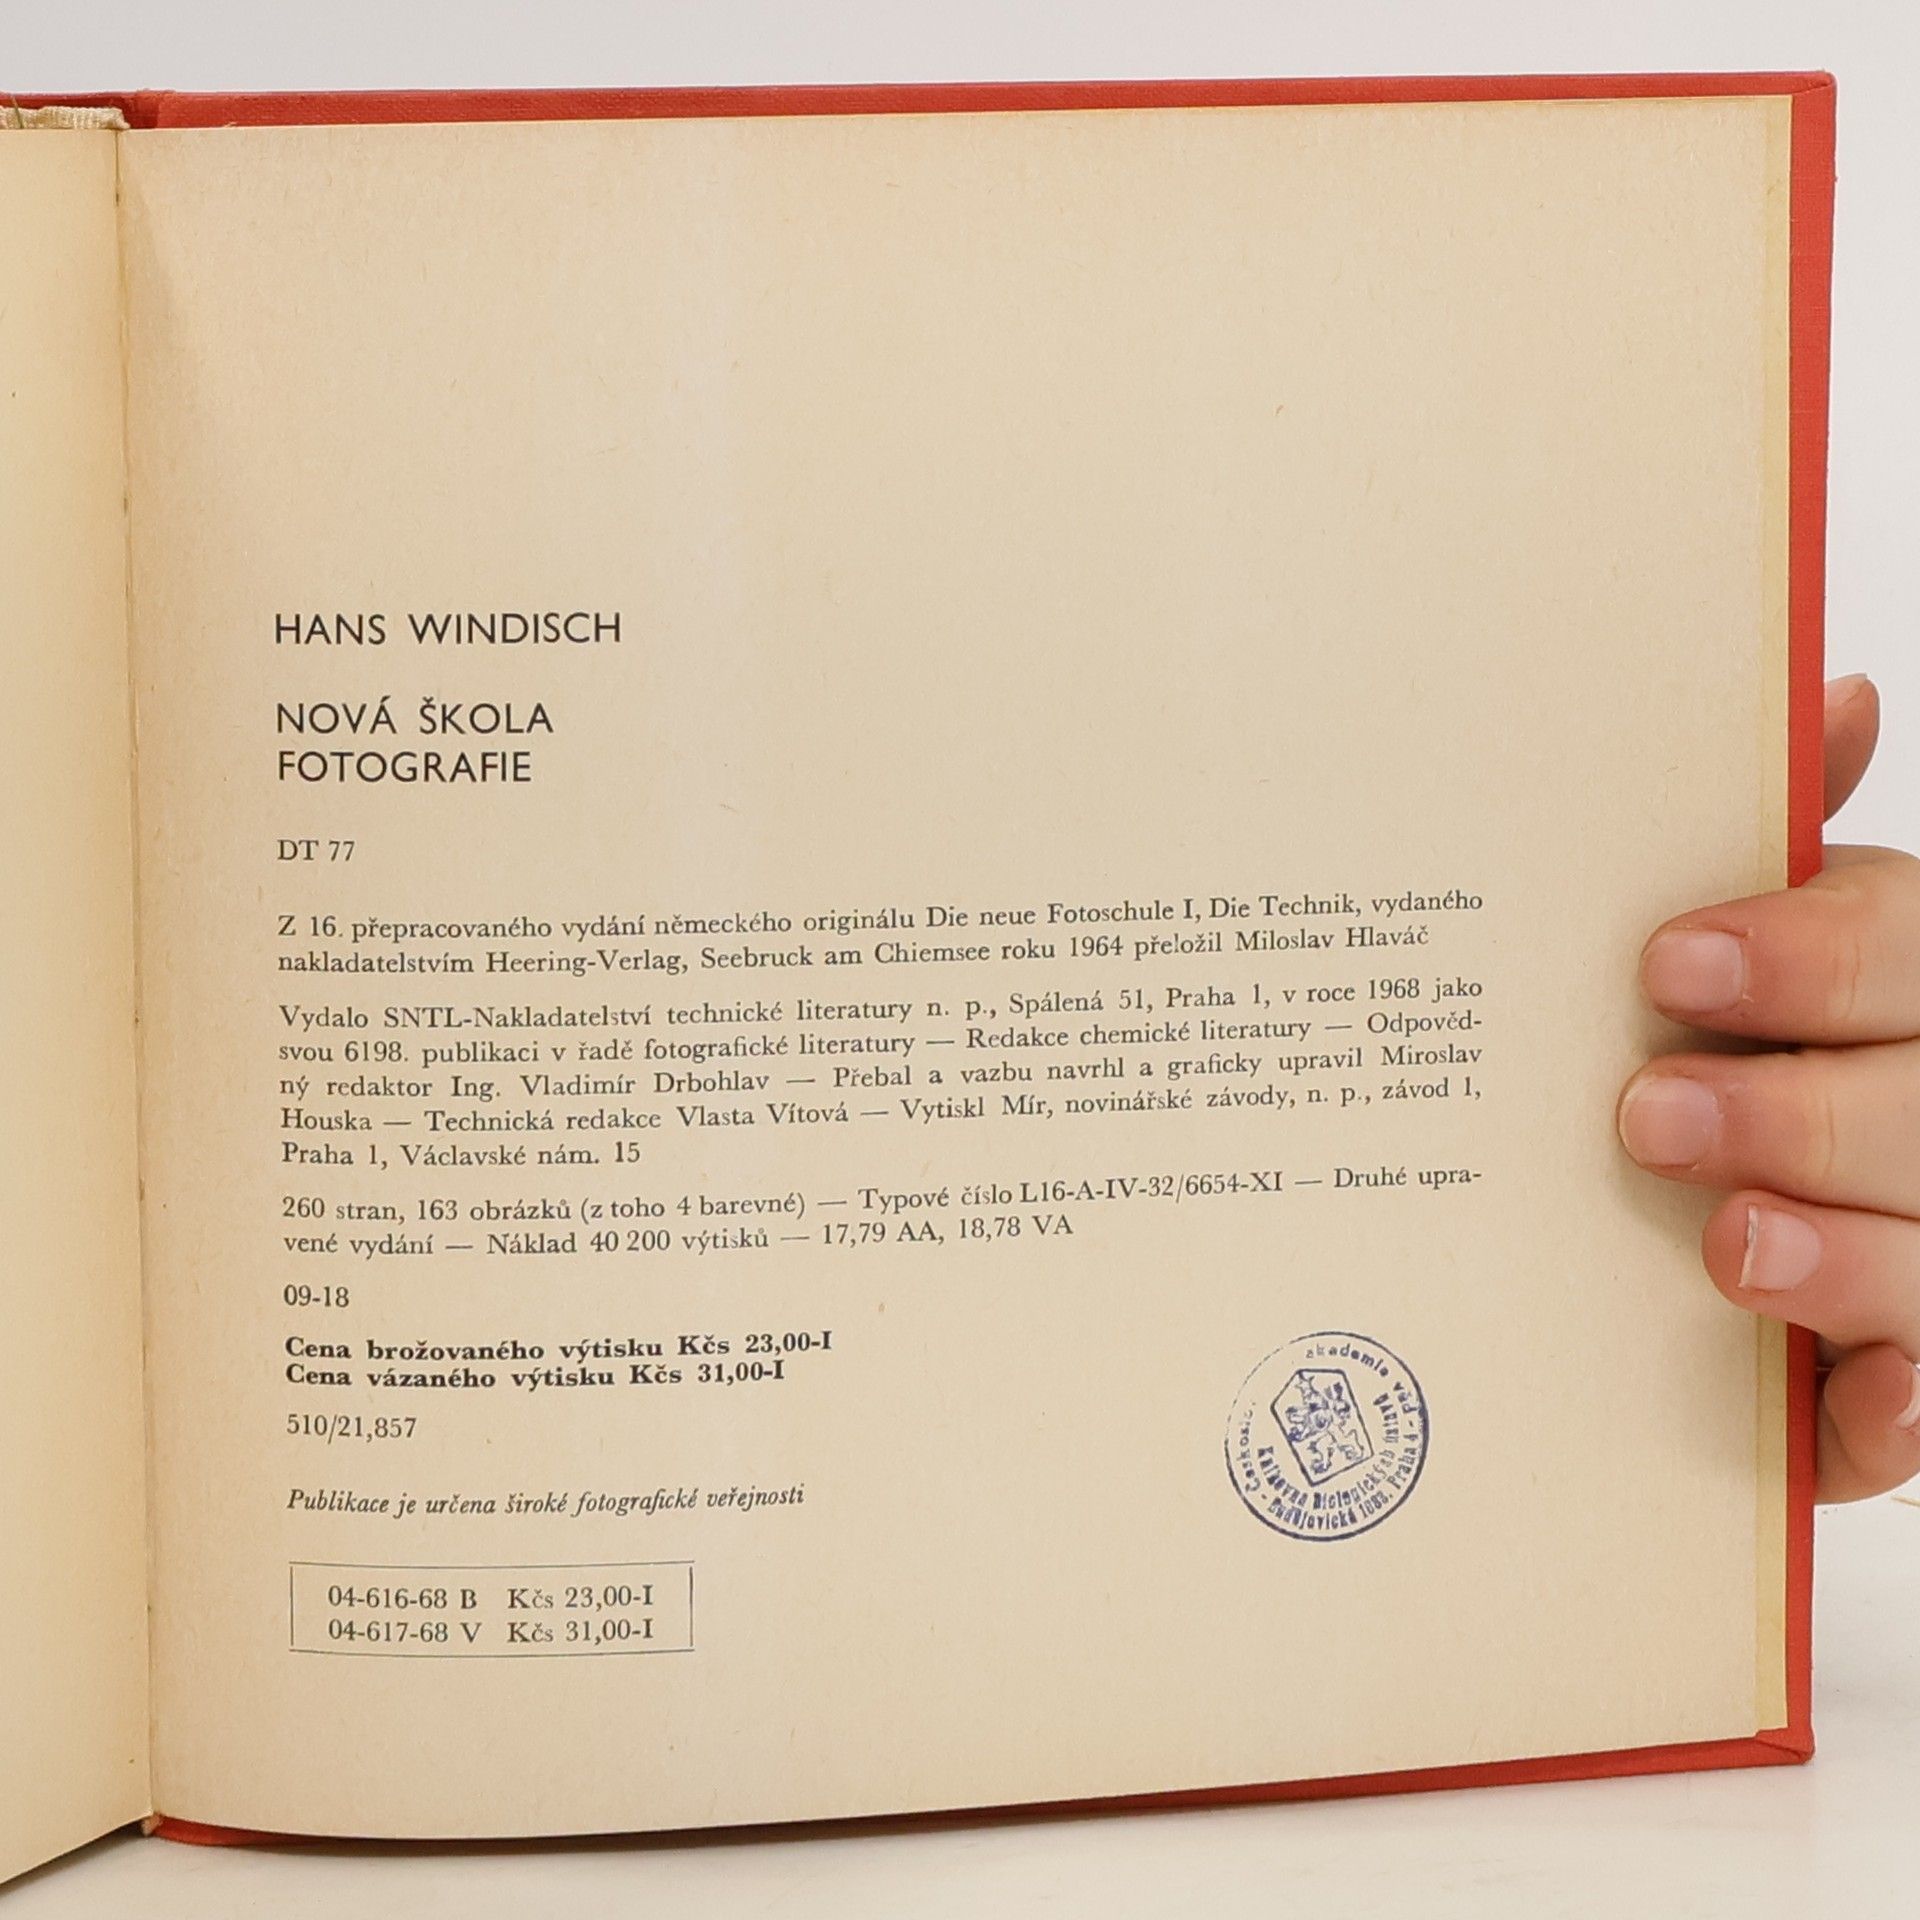 HANS WINDISCH
NOVÁ ŠKOLA
FOTOGRAFIE
DT 77
Z 16. přepracovaného vydání německého originálu Die neue Fotoschule I, Die Technik, vydaného
nakladatelstvím Heering-Verlag, Seebruck am Chiemsee roku 1964 přeložil Miloslav Hlaváč
Vydalo SNTL-Nakladatelství technické literatury n. p., Spálená 51, Praha 1, v roce 1968 jako
svou 6198. publikaci v řadě fotografické literatury — Redakce chemické literatury — Odpověd-
ný redaktor Ing. Vladimír Drbohlav — Přebal a vazbu navrhl a graficky upravil Miroslav
Houska — Technická redakce Vlasta Vítová — Vytiskl Mír, novinářské závody, n. p., závod 1,
Praha 1, Václavské nám. 15
260 stran, 163 obrázků (z toho 4 barevné) — Typové číslo L16-A-IV-32/6654-XI — Druhé upra-
vené vydání — Náklad 40 200 výtisků — 17,79 AA, 18,78 VA
09-18
Cena brožovaného výtisku Kčs 23,00-I
Cena vázaného výtisku Kčs 31,00-I
510/21,857
Publikace je určena široké fotografické veřejnosti
04-616-68 B Kčs 23,00-I
04-617-68 V Kčs 31,00-I
akademie
Knihovna Biologických ústavů
Budějovická 1083, Praha 4 -